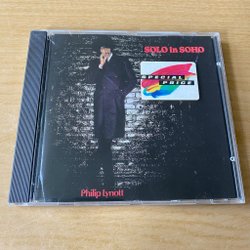 SOLO in SOHO
SPECIAL
PRICE
Philip Lynott